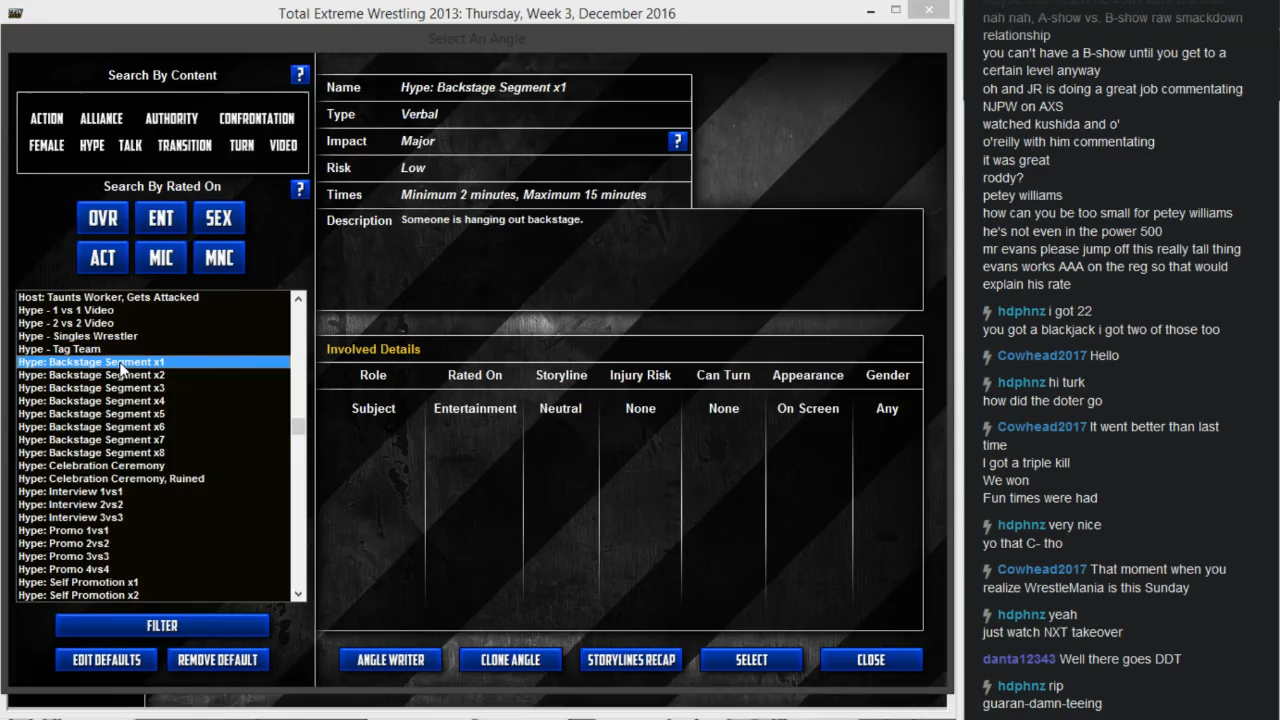 Total Extreme Wrestling 2013: Thursday, Week 3, December 2016
Select An Angle
Search By Content
?
ACTION ALLIANCE AUTHORITY CONFRONTATION
FEMALE HYPE TALK TRANSITION TURN VIDEO
Search By Rated On
?
OVR ENT SEX
ACT MIC MNC
Host: Taunts Worker, Gets Attacked
Hype - 1 vs 1 Video
Hype - 2 vs 2 Video
Hype - Singles Wrestler
Hype - Tag Team
Hype: Backstage Segment x1
Hype: Backstage Segment x2
Hype: Backstage Segment x3
Hype: Backstage Segment x4
Hype: Backstage Segment x5
Hype: Backstage Segment x6
Hype: Backstage Segment x7
Hype: Backstage Segment x8
Hype: Celebration Ceremony
Hype: Celebration Ceremony, Ruined
Hype: Interview 1vs1
Hype: Interview 2vs2
Hype: Interview 3vs3
Hype: Promo 1vs1
Hype: Promo 2vs2
Hype: Promo 3vs3
Hype: Promo 4vs4
Hype: Self Promotion x1
Hype: Self Promotion x2
FILTER
EDIT DEFAULTS REMOVE DEFAULT
Name Hype: Backstage Segment x1
Type Verbal
Impact Major ?
Risk Low
Times Minimum 2 minutes, Maximum 15 minutes
Description Someone is hanging out backstage.
Involved Details
Role Rated On Storyline Injury Risk Can Turn Appearance Gender
Subject Entertainment Neutral None None On Screen Any
ANGLE WRITER CLONE ANGLE STORYLINES RECAP SELECT CLOSE
nah nah, A-show vs. B-show raw smackdown
relationship
you can't have a B-show until you get to a
certain level anyway
oh and JR is doing a great job commentating
NJPW on AXS
watched kushida and o'
o'reilly with him commentating
it was great
roddy?
petey williams
how can you be too small for petey williams
he's not even in the power 500
mr evans please jump off this really tall thing
evans works AAA on the reg so that would
explain his rate
hdphnz i got 22
you got a blackjack i got two of those too
Cowhead2017 Hello
hdphnz hi turk
how did the doter go
Cowhead2017 It went better than last
time
I got a triple kill
We won
Fun times were had
hdphnz very nice
yo that C- tho
Cowhead2017 That moment when you
realize WrestleMania is this Sunday
hdphnz yeah
just watch NXT takeover
danta12343 Well there goes DDT
hdphnz rip
guaran-damn-teeing